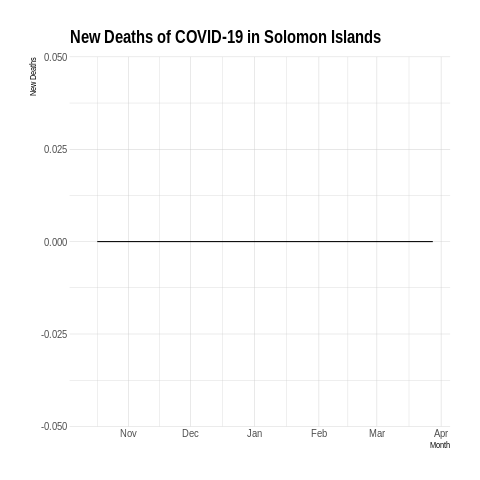 New Deaths of COVID-19 in Solomon Islands
New Deaths
0.050
0.025
0.000
-0.025
-0.050
Nov Dec Jan Feb Mar Apr
Month